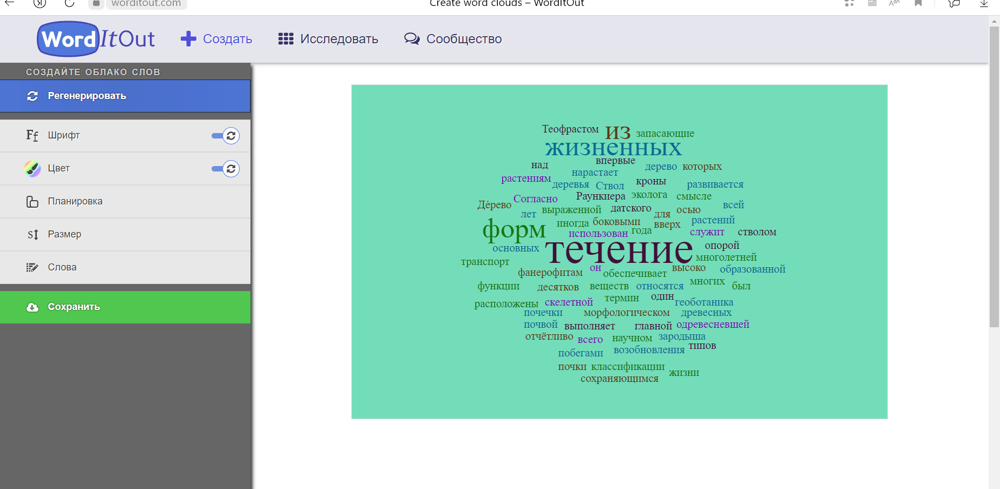 worditout.com
Create word clouds – WordItOut
WordItOut
Создать
Исследовать
Сообщество
СОЗДАЙТЕ ОБЛАКО СЛОВ
Регенерировать
Шрифт
Цвет
Планировка
Размер
Слова
Сохранить
Теофрастом из запасающие
жизненных
над впервые дерево которых
растениям нарастает кроны
деревья Ствол развивается
Согласно Раункиера эколога смысле
Де́рево выраженной датского осью всей
лет иногда боковыми для вверх растений
форм использован года служит стволом
основных течение опорой
транспорт многолетней
фанерофитам он обеспечивает высоко образованной
функции десятков веществ относятся многих был
расположены скелетной термин один геоботаника
почечки морфологическом древесных
почвой выполняет главной одревесневшей
отчётливо всего научном зародыша
побегами возобновления типов
почки классификации жизни
сохраняющимся